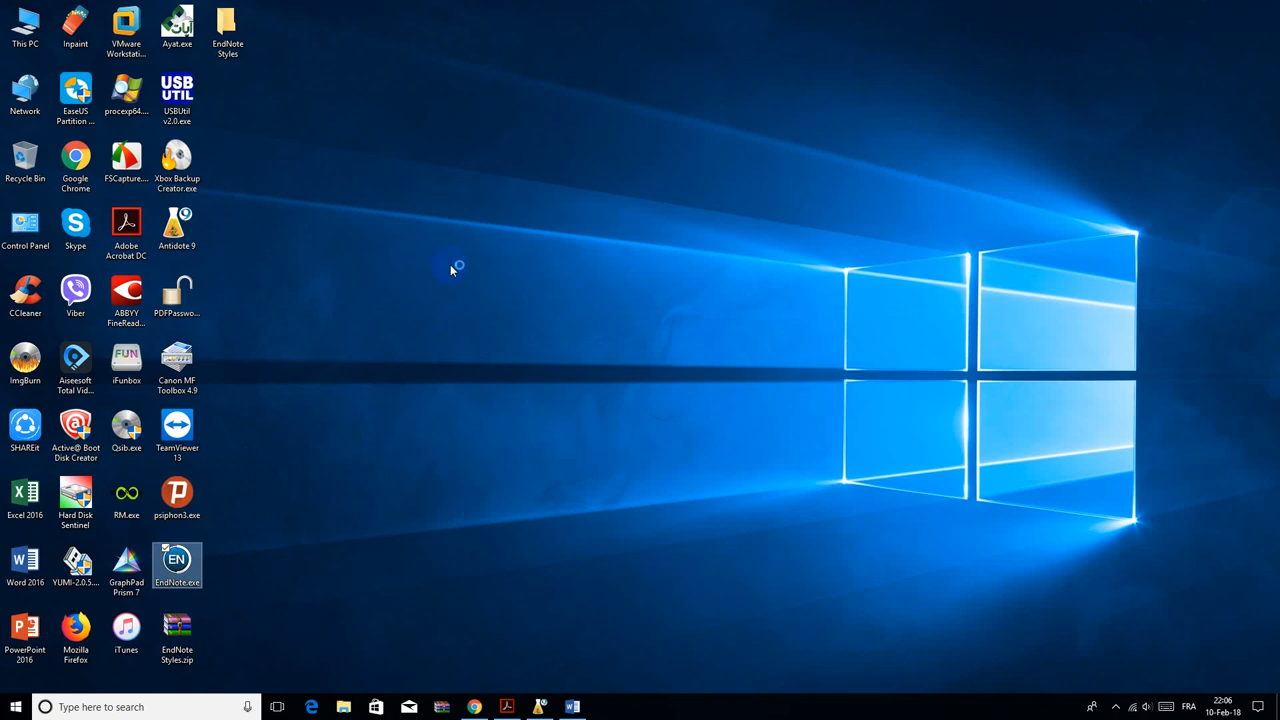 This PC
Inpaint
VMware
Workstati...
Ayat.exe
EndNote
Styles
Network
EaseUS
Partition ...
procexp64....
USB
UTIL
USBUtil
v2.0.exe
Recycle Bin
Google
Chrome
FSCapture....
Xbox Backup
Creator.exe
Control Panel
Skype
Adobe
Acrobat DC
Antidote 9
CCleaner
Viber
ABBYY
FineRead...
PDFPasswo...
ImgBurn
Aiseesoft
Total Vid...
FUN
iFunbox
Canon MF
Toolbox 4.9
SHAREit
Active@ Boot
Disk Creator
Qsib.exe
TeamViewer
13
Excel 2016
Hard Disk
Sentinel
RM.exe
psiphon3.exe
Word 2016
YUMI-2.0.5....
GraphPad
Prism 7
EN
EndNote.exe
PowerPoint
2016
Mozilla
Firefox
iTunes
EndNote
Styles.zip
Type here to search
FRA
22:06
10-Feb-18